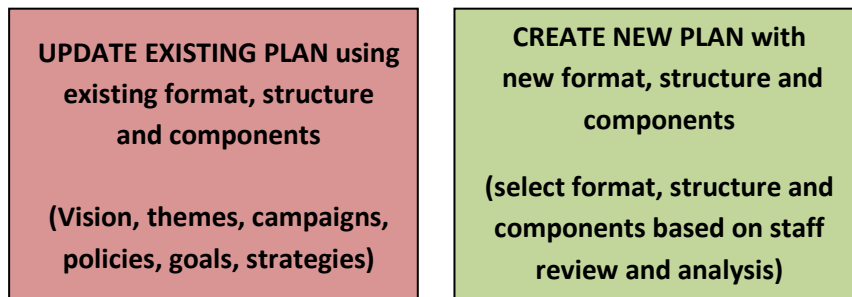 UPDATE EXISTING PLAN using
existing format, structure
and components
(Vision, themes, campaigns,
policies, goals, strategies)
CREATE NEW PLAN with
new format, structure and
components
(select format, structure and
components based on staff
review and analysis)